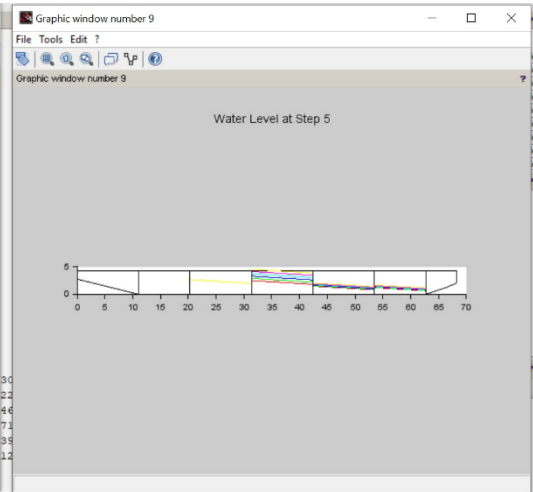 Graphic window number 9
File Tools Edit ?
Graphic window number 9 ?
Water Level at Step 5
5
0
0 5 10 15 20 25 30 35 40 45 50 55 60 65 70
30
22
46
71
39
12